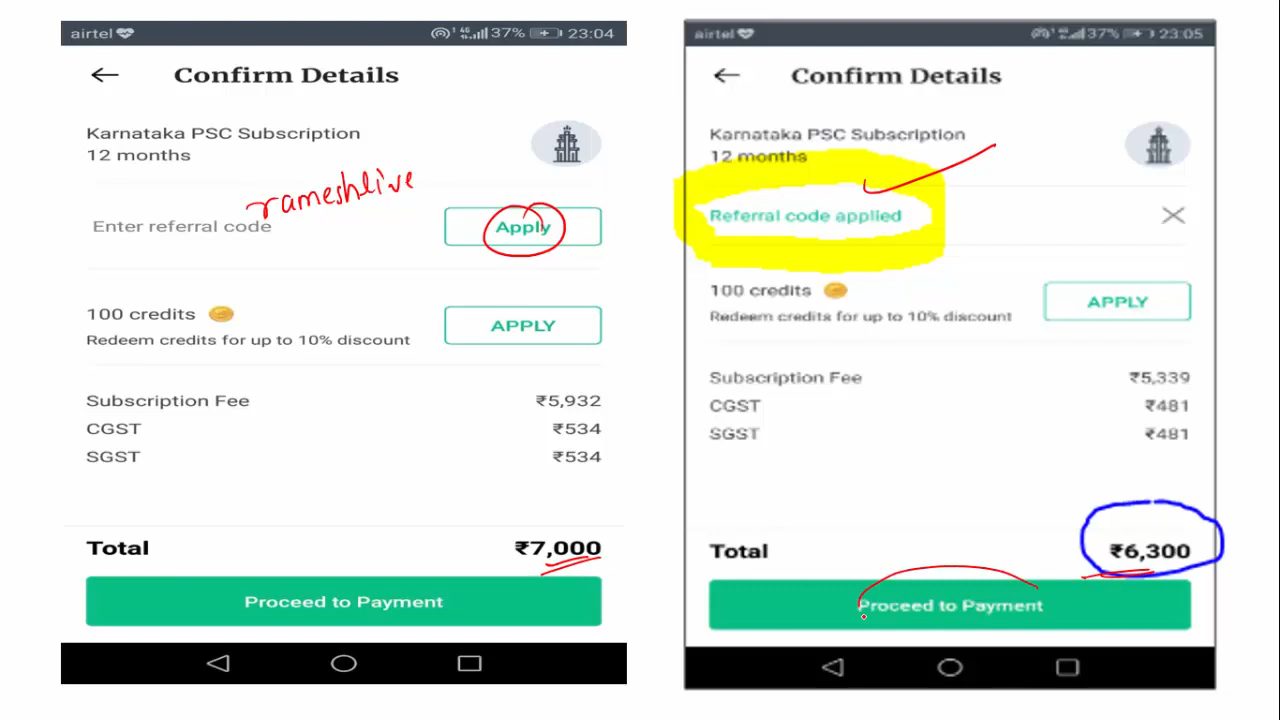 airtel 4G 37% 23:04
Confirm Details
Karnataka PSC Subscription
12 months
rameshlive
Enter referral code Apply
100 credits APPLY
Redeem credits for up to 10% discount
Subscription Fee ₹5,932
CGST ₹534
SGST ₹534
Total ₹7,000
Proceed to Payment
airtel 37% 23:05
Confirm Details
Karnataka PSC Subscription
12 months
Referral code applied
100 credits APPLY
Redeem credits for up to 10% discount
Subscription Fee ₹5,339
CGST ₹481
SGST ₹481
Total ₹6,300
Proceed to Payment